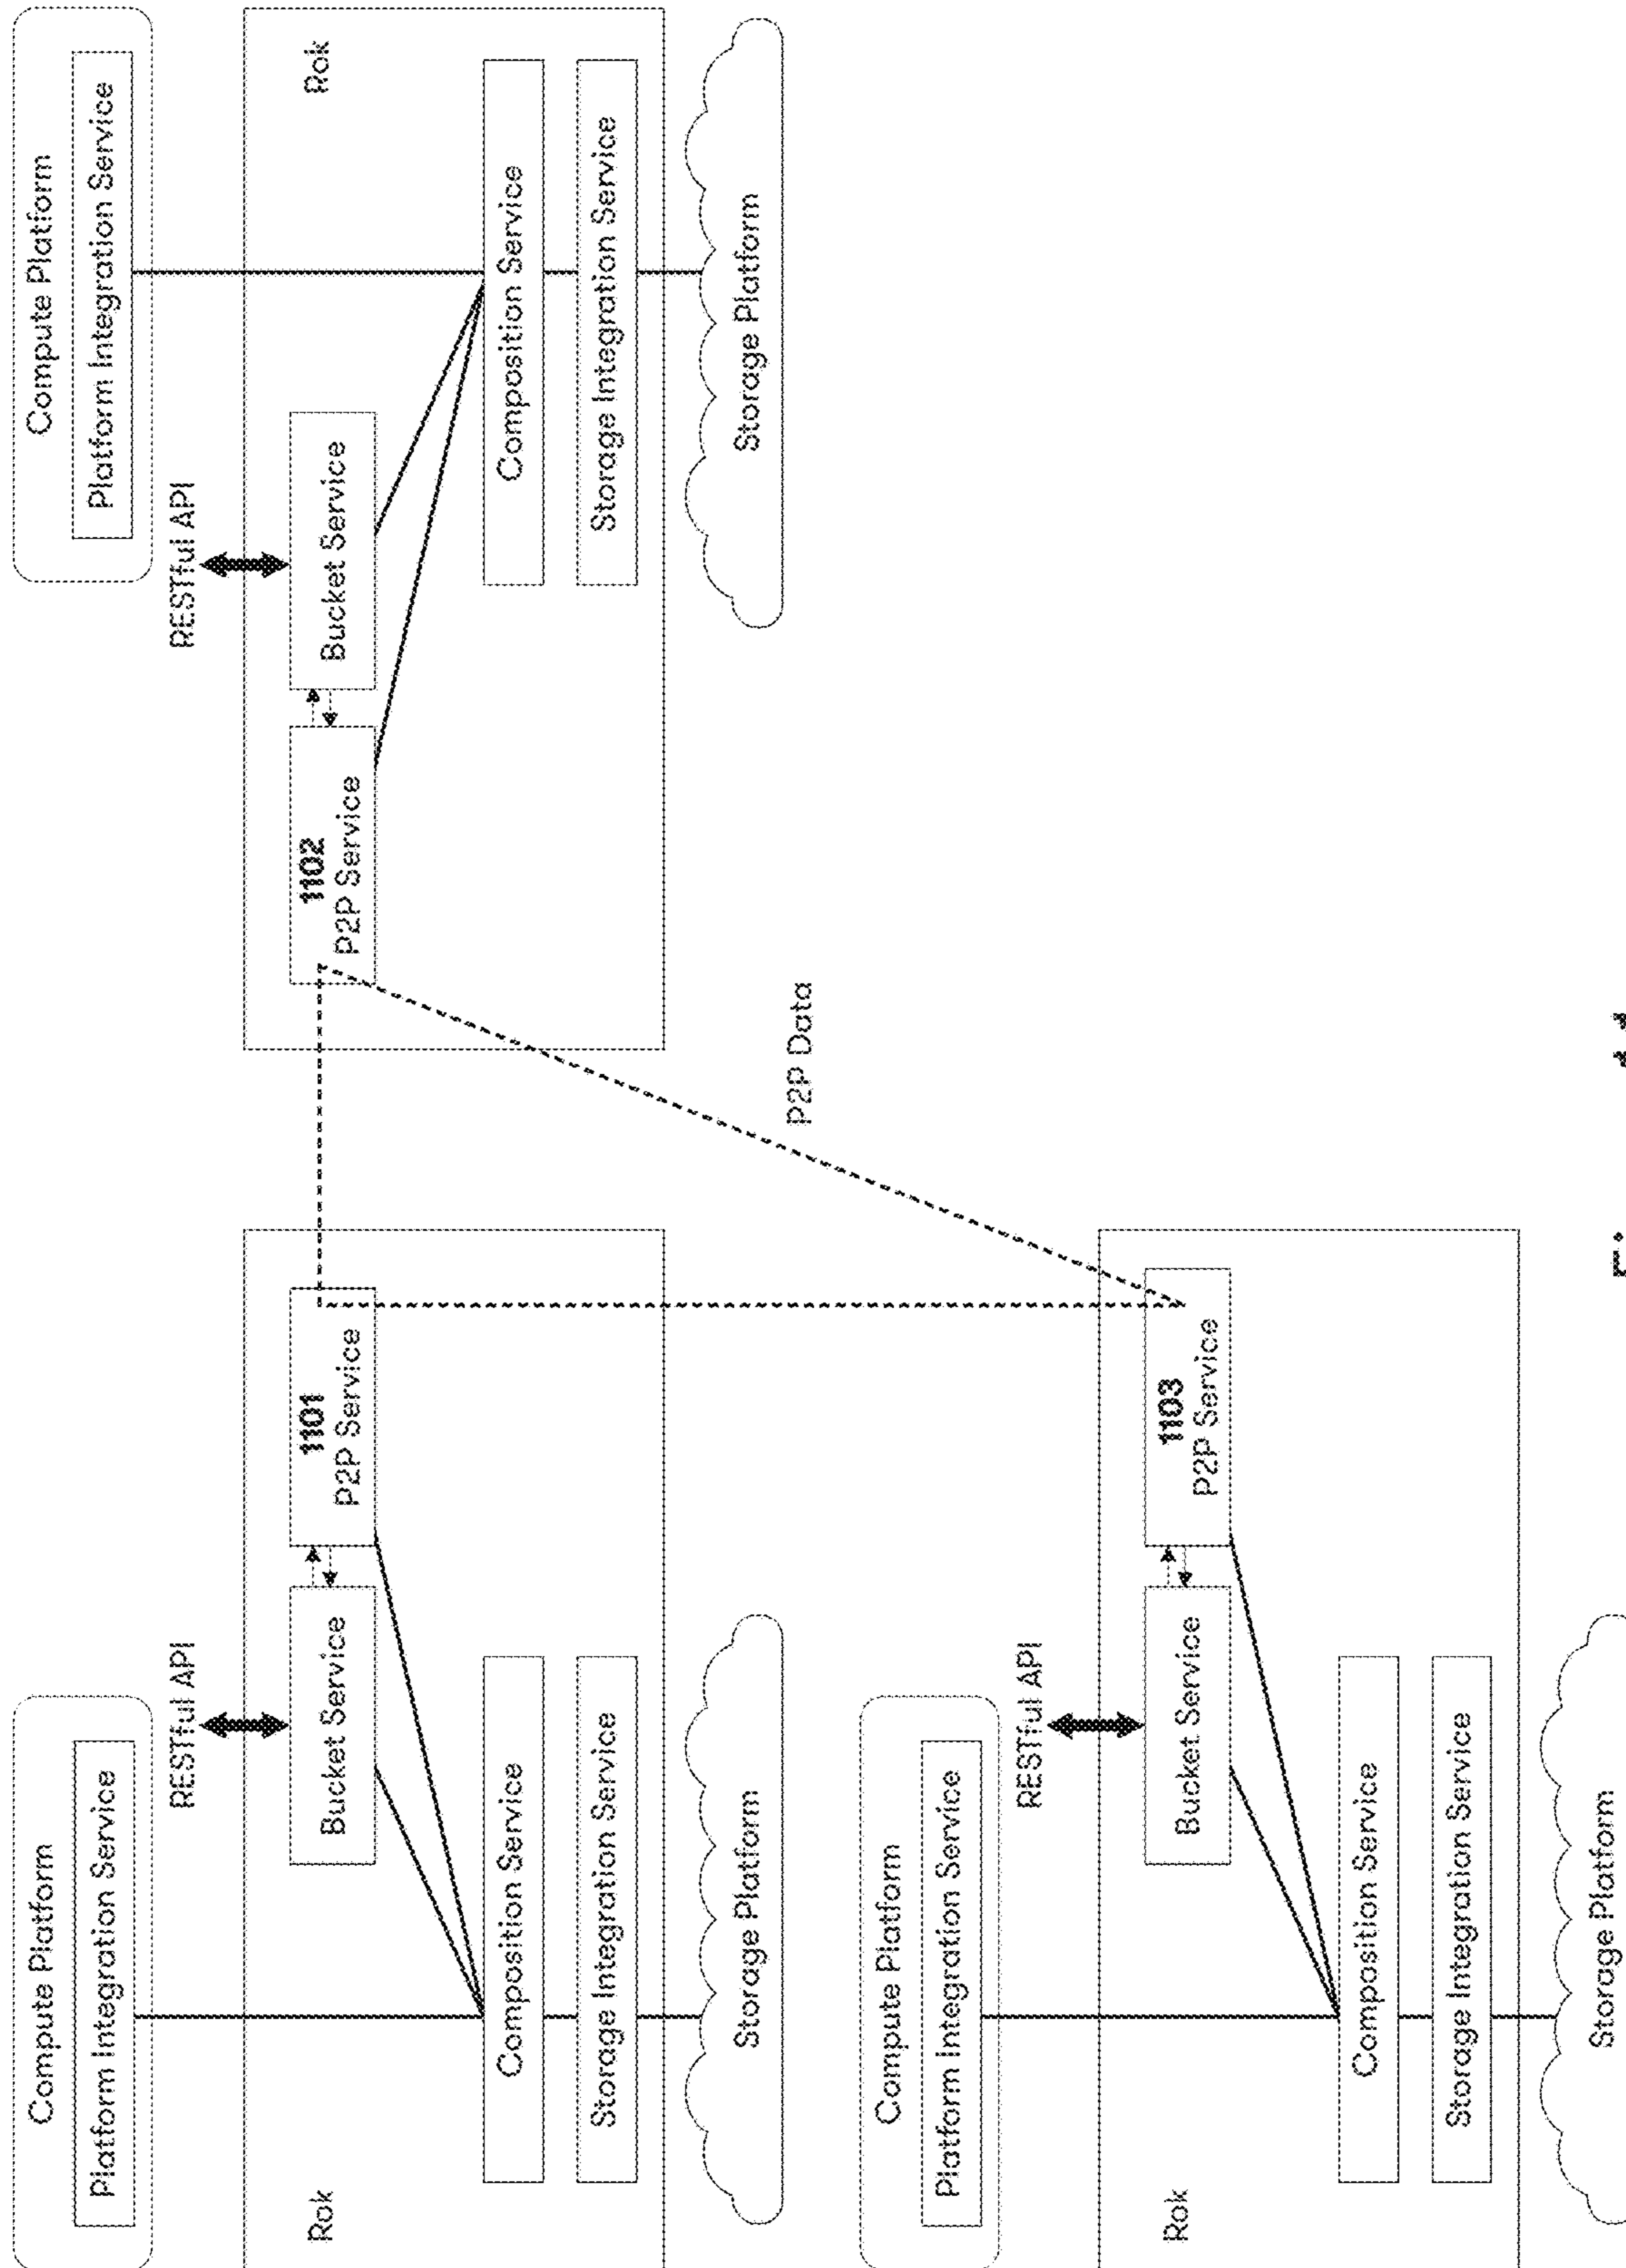 Compute Platform
Platform Integration Service
RESTful API
Rok
Bucket Service
1101
P2P Service
Composition Service
Storage Integration Service
Storage Platform
Compute Platform
Platform Integration Service
RESTful API
Rok
1102
P2P Service
Bucket Service
Composition Service
Storage Integration Service
Storage Platform
P2P Data
Compute Platform
Platform Integration Service
RESTful API
Rok
Bucket Service
1103
P2P Service
Composition Service
Storage Integration Service
Storage Platform